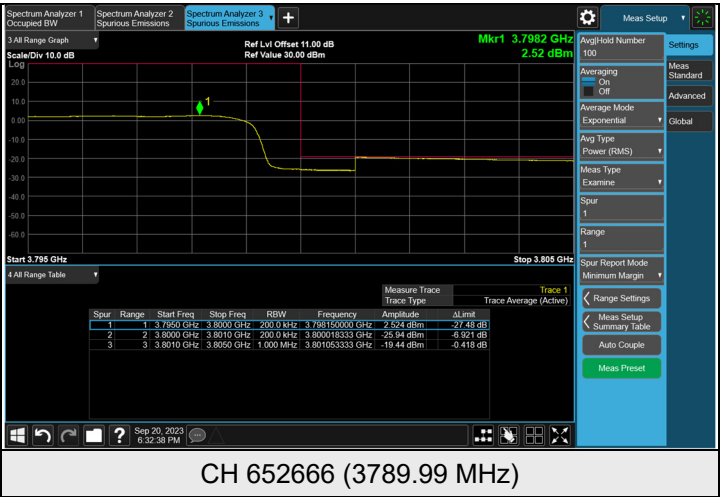 Spectrum Analyzer 1
Occupied BW
Spectrum Analyzer 2
Spurious Emissions
Spectrum Analyzer 3
Spurious Emissions
Meas Setup
3 All Range Graph
Scale/Div 10.0 dB
Ref Lvl Offset 11.00 dB
Ref Value 30.00 dBm
Mkr1 3.7982 GHz
2.52 dBm
Log
20.0
10.0
0.00
-10.0
-20.0
-30.0
-40.0
-50.0
-60.0
1
Start 3.795 GHz
Stop 3.805 GHz
4 All Range Table
Measure Trace Trace 1
Trace Type Trace Average (Active)
Spur Range Start Freq Stop Freq RBW Frequency Amplitude ΔLimit
1 1 3.7950 GHz 3.8000 GHz 200.0 kHz 3.798150000 GHz 2.524 dBm -27.48 dB
2 2 3.8000 GHz 3.8010 GHz 200.0 kHz 3.800018333 GHz -25.94 dBm -6.921 dB
3 3 3.8010 GHz 3.8050 GHz 1.000 MHz 3.801053333 GHz -19.44 dBm -0.418 dB
Avg|Hold Number
100
Averaging
On
Off
Average Mode
Exponential
Avg Type
Power (RMS)
Meas Type
Examine
Spur
1
Range
1
Spur Report Mode
Minimum Margin
Range Settings
Meas Setup
Summary Table
Auto Couple
Meas Preset
Settings
Meas
Standard
Advanced
Global
Sep 20, 2023
6:32:38 PM
CH 652666 (3789.99 MHz)